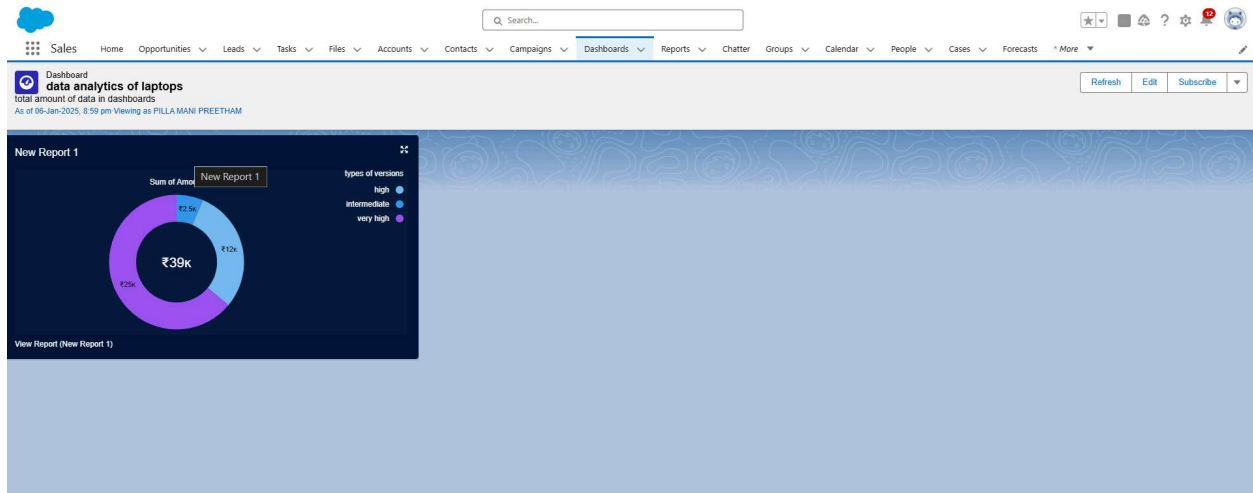 Search...
12
Sales Home Opportunities Leads Tasks Files Accounts Contacts Campaigns Dashboards Reports Chatter Groups Calendar People Cases Forecasts * More
Dashboard
data analytics of laptops
total amount of data in dashboards
As of 06-Jan-2025, 8:59 pm·Viewing as PILLA MANI PREETHAM
Refresh Edit Subscribe
New Report 1
Sum of
New Report 1
types of versions
high
intermediate
very high
₹2.5K
₹12K
₹39K
₹25K
View Report (New Report 1)